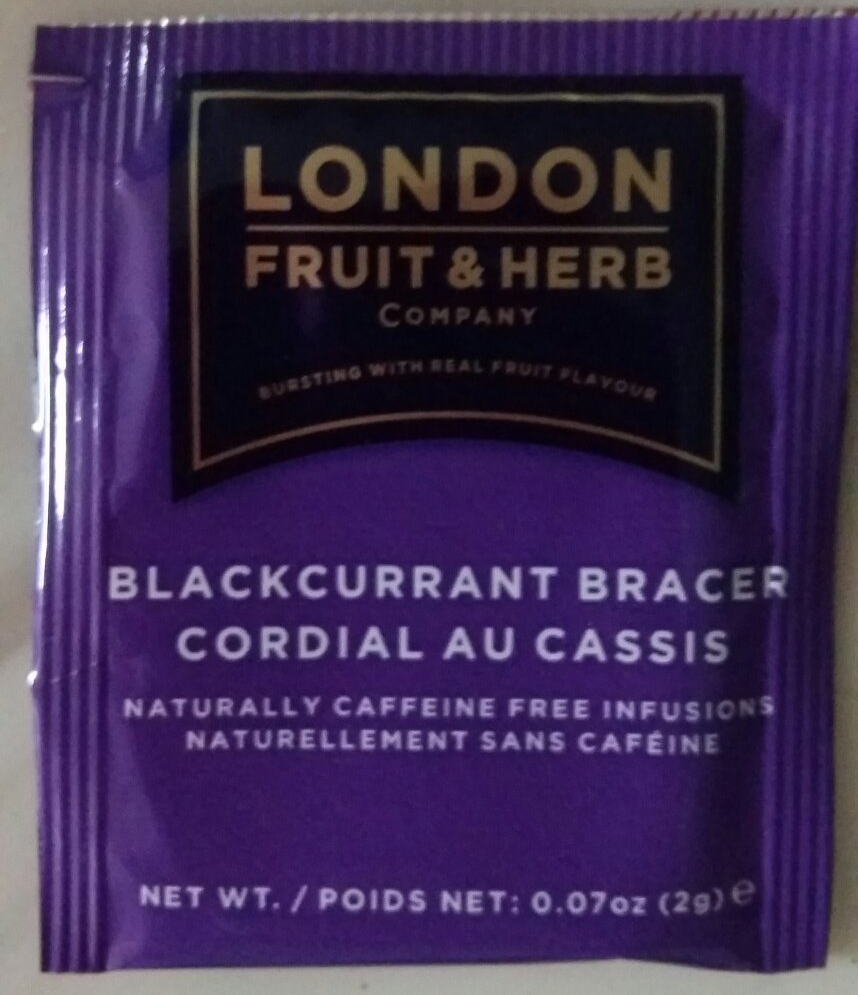 LONDON
FRUIT & HERB
COMPANY
BURSTING WITH REAL FRUIT FLAVOUR
BLACKCURRANT BRACER
CORDIAL AU CASSIS
NATURALLY CAFFEINE FREE INFUSIONS
NATURELLEMENT SANS CAFÉINE
NET WT. / POIDS NET: 0.07oz (2g) e